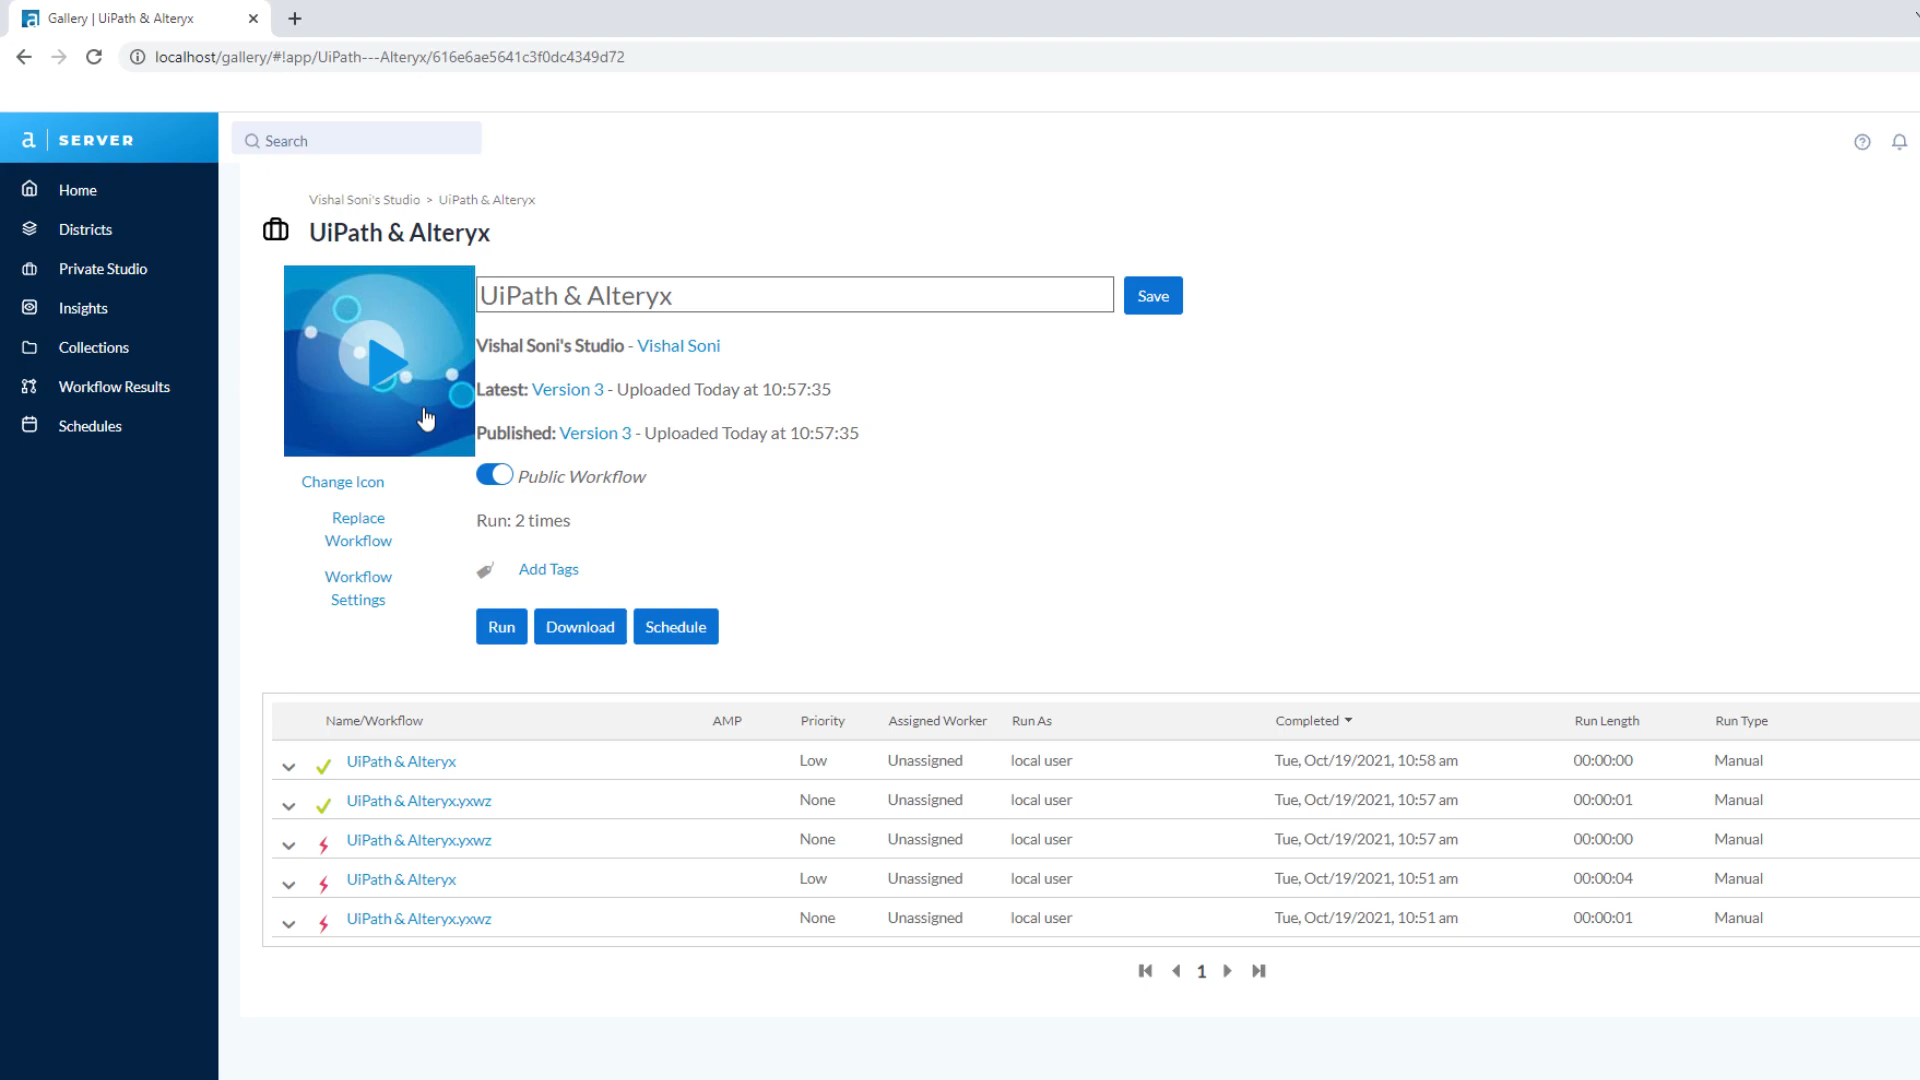 Gallery | UiPath & Alteryx
localhost/gallery/#!app/UiPath---Alteryx/616e6ae5641c3f0dc4349d72
a SERVER
Search
Home
Districts
Private Studio
Insights
Collections
Workflow Results
Schedules
Vishal Soni's Studio > UiPath & Alteryx
UiPath & Alteryx
UiPath & Alteryx
Save
Vishal Soni's Studio - Vishal Soni
Latest: Version 3 - Uploaded Today at 10:57:35
Published: Version 3 - Uploaded Today at 10:57:35
Public Workflow
Run: 2 times
Add Tags
Change Icon
Replace
Workflow
Workflow
Settings
Run Download Schedule
Name/Workflow AMP Priority Assigned Worker Run As Completed Run Length Run Type
UiPath & Alteryx Low Unassigned local user Tue, Oct/19/2021, 10:58 am 00:00:00 Manual
UiPath & Alteryx.yxwz None Unassigned local user Tue, Oct/19/2021, 10:57 am 00:00:01 Manual
UiPath & Alteryx.yxwz None Unassigned local user Tue, Oct/19/2021, 10:57 am 00:00:00 Manual
UiPath & Alteryx Low Unassigned local user Tue, Oct/19/2021, 10:51 am 00:00:04 Manual
UiPath & Alteryx.yxwz None Unassigned local user Tue, Oct/19/2021, 10:51 am 00:00:01 Manual
1